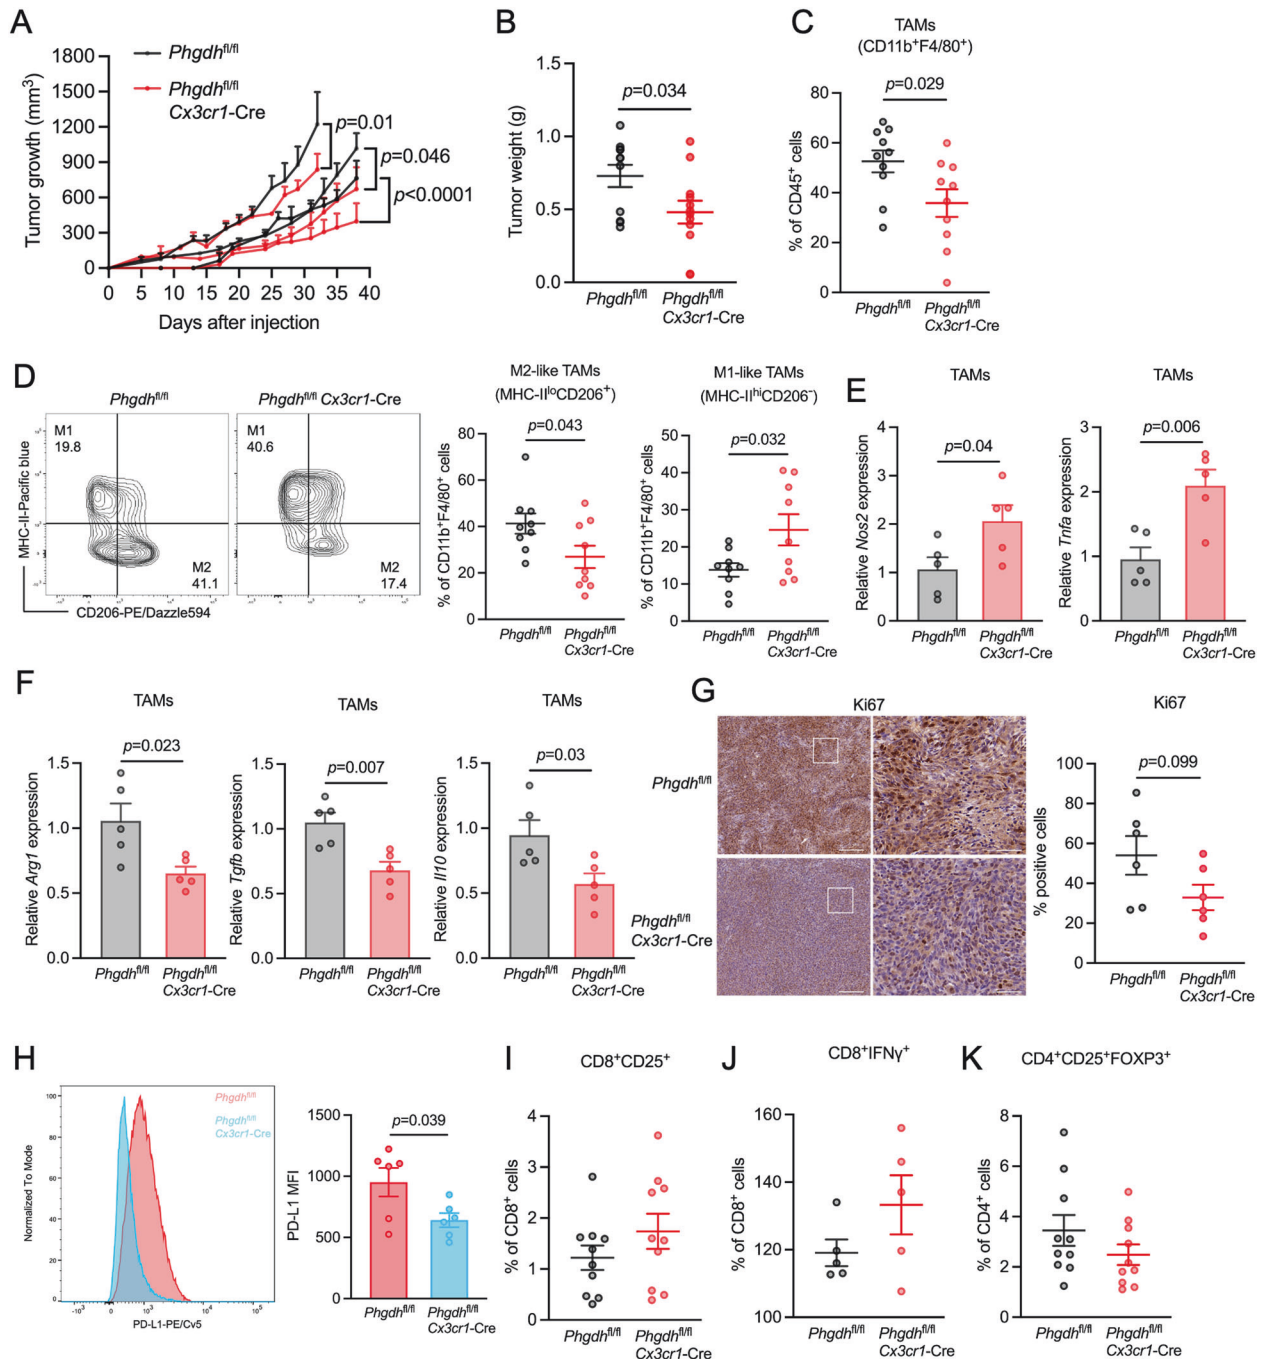 A
Phgdhfl/fl
Phgdhfl/fl
Cx3cr1-Cre
Tumor growth (mm3)
1800
1500
1200
900
600
300
0
p=0.01
p=0.046
p<0.0001
0 5 10 15 20 25 30 35 40
Days after injection
B
Tumor weight (g)
1.5
1.0
0.5
0.0
p=0.034
Phgdhfl/fl Phgdhfl/fl
Cx3cr1-Cre
C
TAMs
(CD11b+F4/80+)
% of CD45+ cells
80
60
40
20
0
p=0.029
Phgdhfl/fl Phgdhfl/fl
Cx3cr1-Cre
D
Phgdhfl/fl
Phgdhfl/fl Cx3cr1-Cre
MHC-II-Pacific blue
M1
19.8
M2
41.1
M1
40.6
M2
17.4
CD206-PE/Dazzle594
M2-like TAMs
(MHC-IIloCD206+)
% of CD11b+F4/80+ cells
80
60
40
20
0
p=0.043
Phgdhfl/fl Phgdhfl/fl
Cx3cr1-Cre
M1-like TAMs
(MHC-IIhiCD206-)
% of CD11b+F4/80+ cells
50
40
30
20
10
0
p=0.032
Phgdhfl/fl Phgdhfl/fl
Cx3cr1-Cre
E
TAMs
Relative Nos2 expression
4
3
2
1
0
p=0.04
Phgdhfl/fl Phgdhfl/fl
Cx3cr1-Cre
TAMs
Relative Tnfa expression
3
2
1
0
p=0.006
Phgdhfl/fl Phgdhfl/fl
Cx3cr1-Cre
F
TAMs
Relative Arg1 expression
1.5
1.0
0.5
0.0
p=0.023
Phgdhfl/fl Phgdhfl/fl
Cx3cr1-Cre
TAMs
Relative Tgfb expression
1.5
1.0
0.5
0.0
p=0.007
Phgdhfl/fl Phgdhfl/fl
Cx3cr1-Cre
TAMs
Relative Il10 expression
1.5
1.0
0.5
0.0
p=0.03
Phgdhfl/fl Phgdhfl/fl
Cx3cr1-Cre
G
Ki67
Phgdhfl/fl
Phgdhfl/fl
Cx3cr1-Cre
Ki67
% positive cells
100
80
60
40
20
0
p=0.099
Phgdhfl/fl Phgdhfl/fl
Cx3cr1-Cre
H
Normalized To Mode
100
80
60
40
20
0
Phgdhfl/fl
Phgdhfl/fl
Cx3cr1-Cre
-103 0 103 104 105
PD-L1-PE/Cv5
PD-L1 MFI
1500
1000
500
0
p=0.039
Phgdhfl/fl Phgdhfl/fl
Cx3cr1-Cre
I
CD8+CD25+
% of CD8+ cells
4
3
2
1
0
Phgdhfl/fl Phgdhfl/fl
Cx3cr1-Cre
J
CD8+IFNγ+
% of CD8+ cells
160
140
120
100
Phgdhfl/fl Phgdhfl/fl
Cx3cr1-Cre
K
CD4+CD25+FOXP3+
% of CD4+ cells
8
6
4
2
0
Phgdhfl/fl Phgdhfl/fl
Cx3cr1-Cre